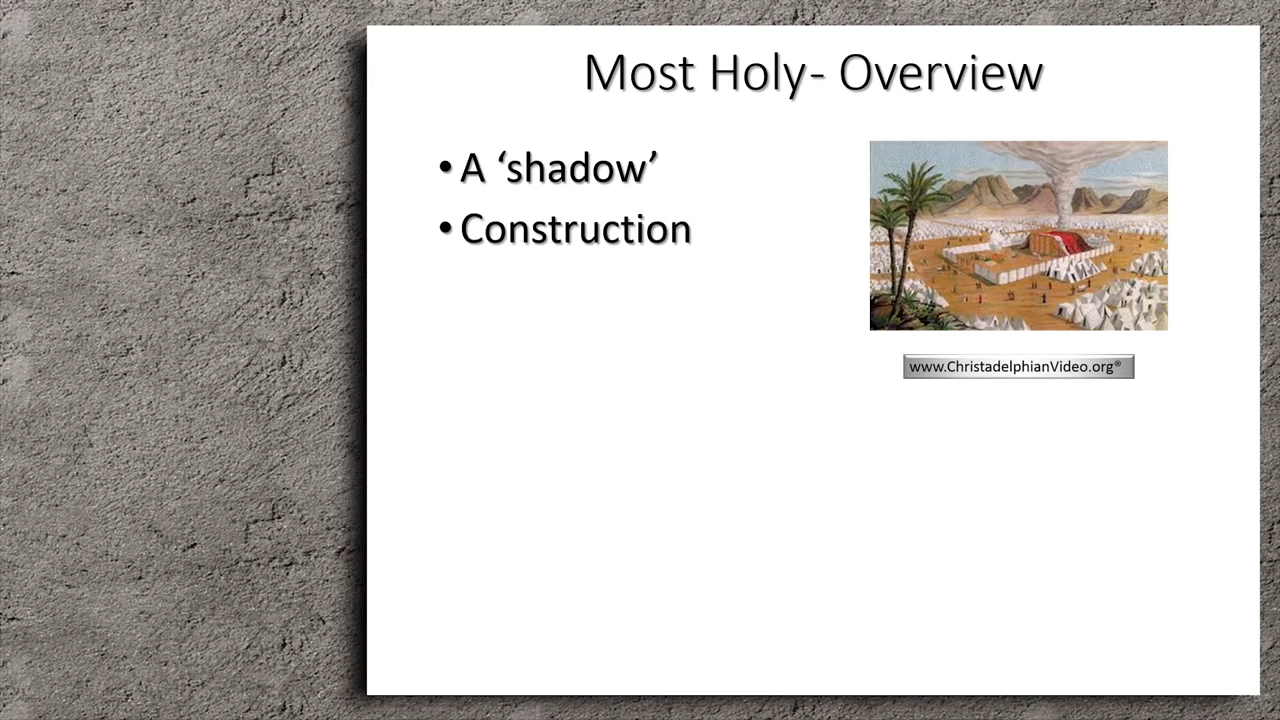 Most Holy- Overview
• A ‘shadow’
• Construction
www.ChristadelphianVideo.org®